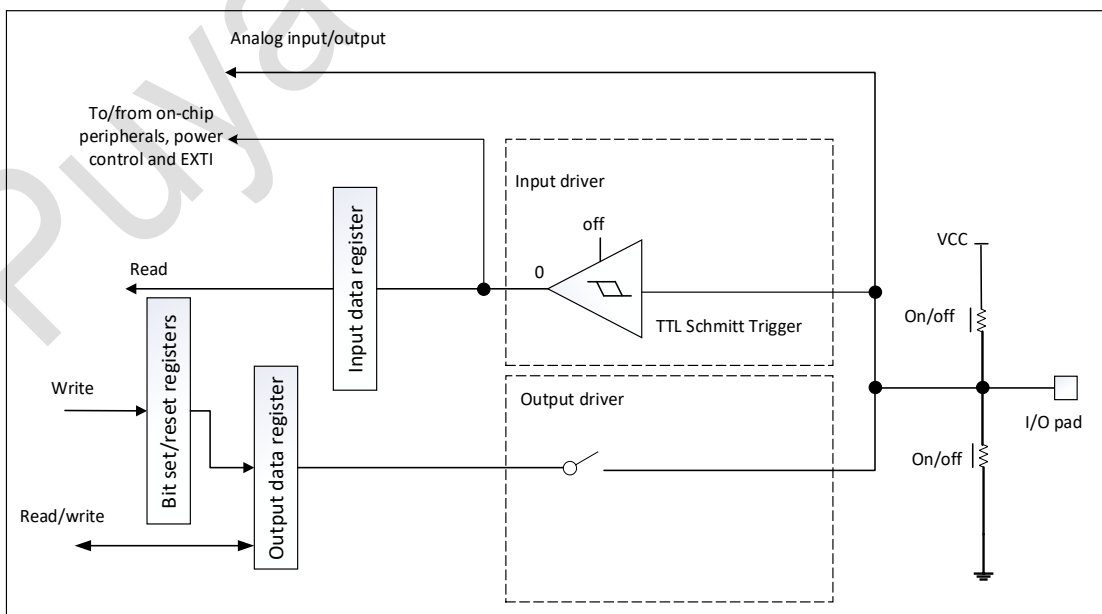 Puya
Analog input/output
To/from on-chip
peripherals, power
control and EXTI
Input driver
off
VCC
0
Read
On/off
Input data register
TTL Schmitt Trigger
Bit set/reset registers
Write
Output data register
Output driver
I/O pad
On/off
Read/write